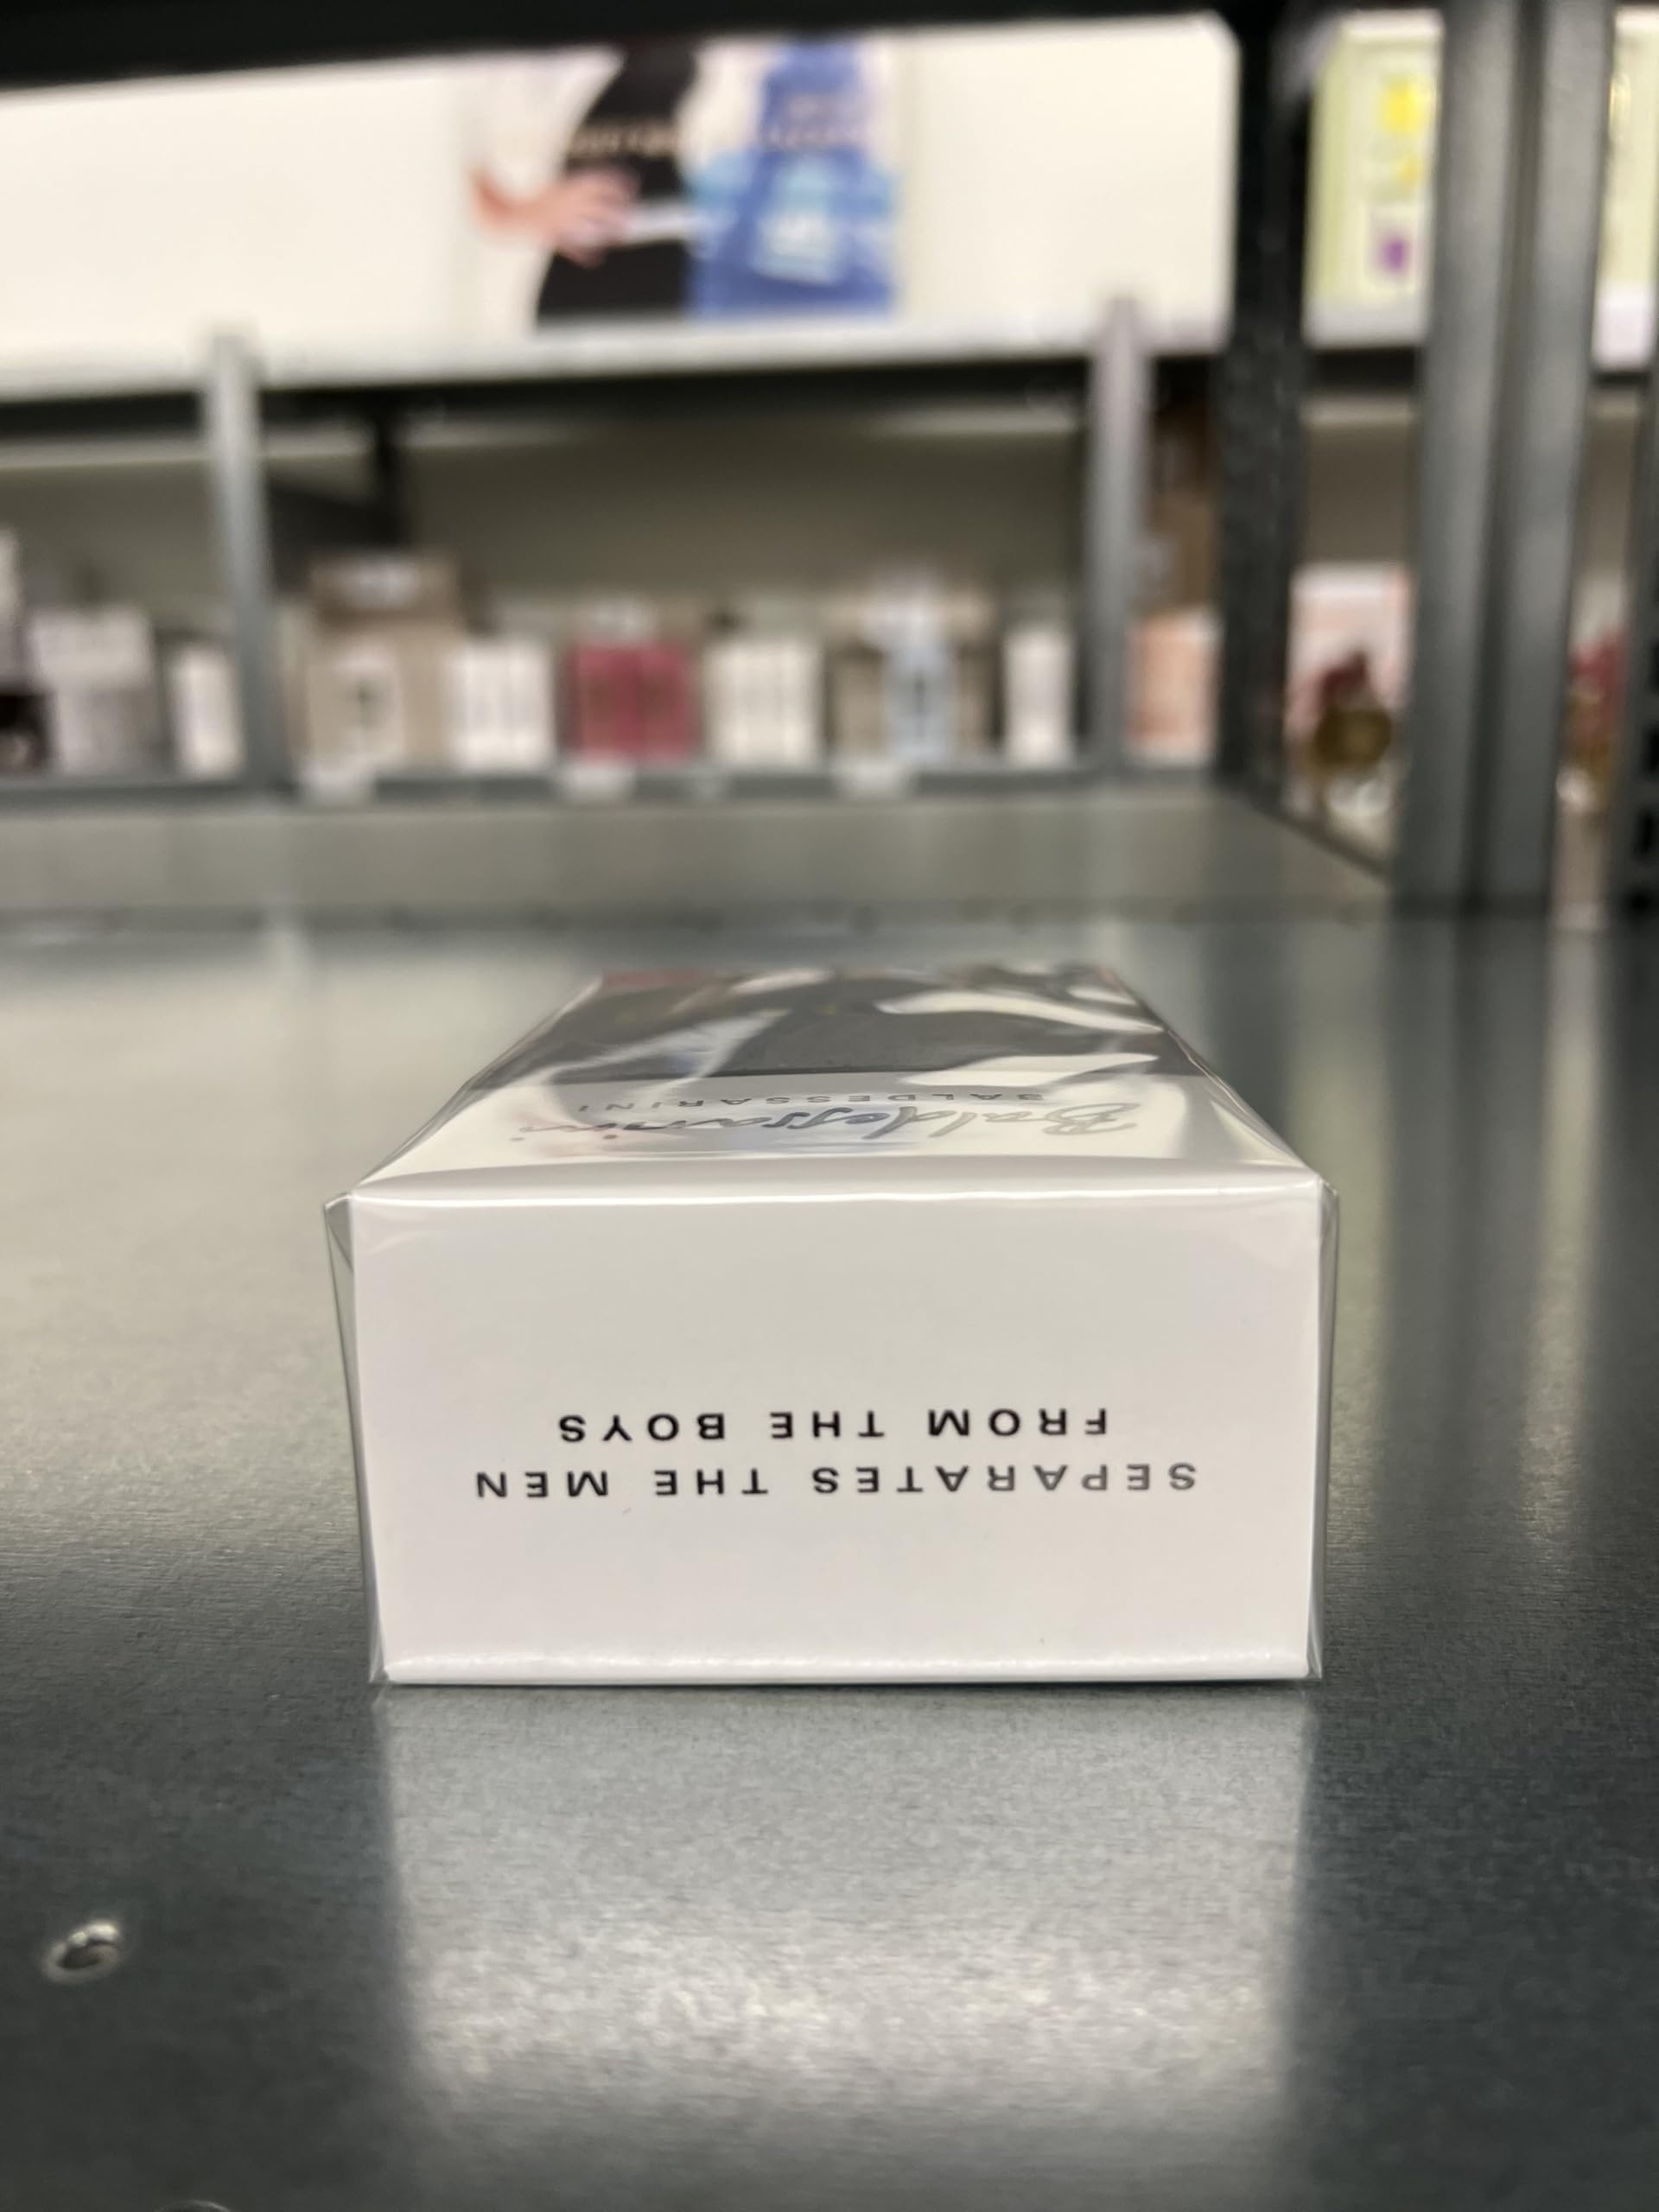 Baldessarini
BALDESSARINI
SEPARATES THE MEN
FROM THE BOYS